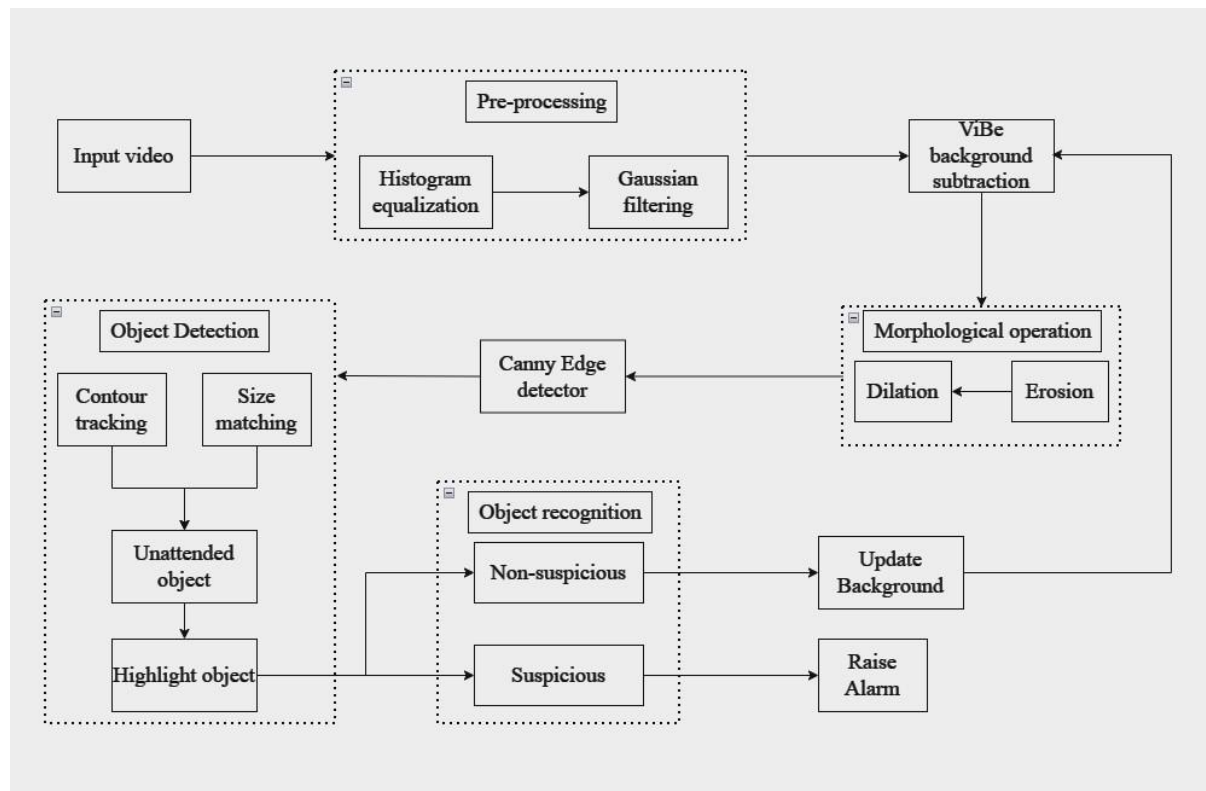 Pre-processing
Input video
Histogram
equalization
Gaussian
filtering
ViBe
background
subtraction
Object Detection
Contour
tracking
Size
matching
Canny Edge
detector
Morphological operation
Dilation
Erosion
Unattended
object
Highlight object
Object recognition
Non-suspicious
Suspicious
Update
Background
Raise
Alarm